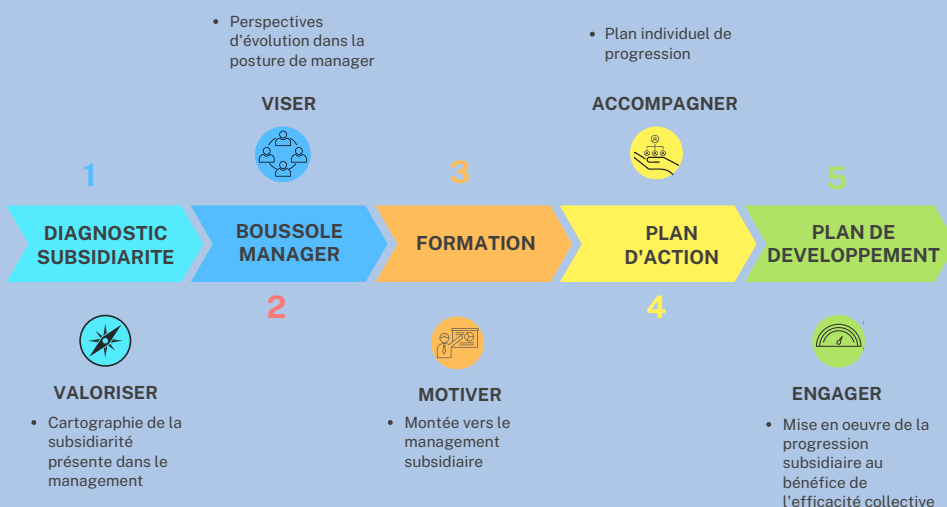 • Perspectives
d'évolution dans la
posture de manager
• Plan individuel de
progression
VISER
ACCOMPAGNER
1
3
5
DIAGNOSTIC
SUBSIDIARITE
BOUSSOLE
MANAGER
FORMATION
PLAN
D'ACTION
PLAN DE
DEVELOPPEMENT
2
4
VALORISER
• Cartographie de la
subsidiarité
présente dans le
management
MOTIVER
• Montée vers le
management
subsidiaire
ENGAGER
• Mise en oeuvre de la
progression
subsidiaire au
bénéfice de
l'efficacité collective